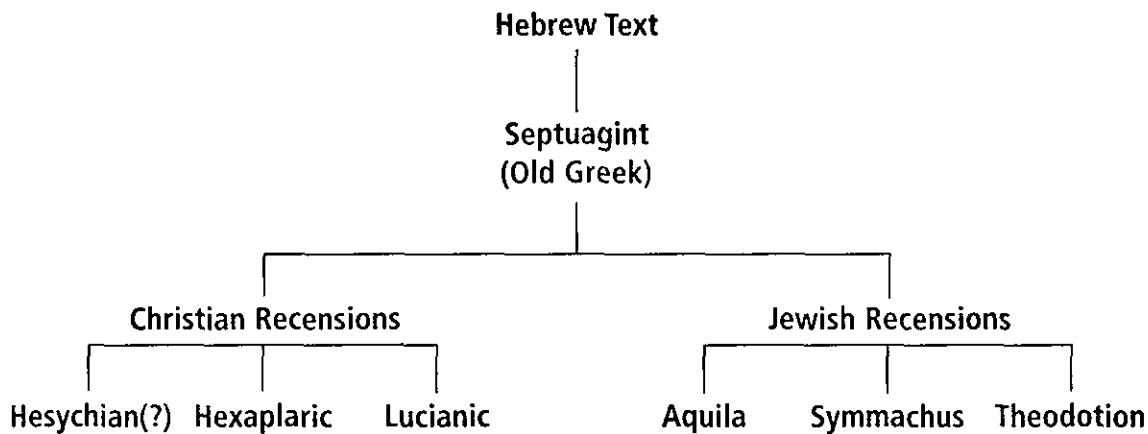 Hebrew Text
Septuagint
(Old Greek)
Christian Recensions
Jewish Recensions
Hesychian(?)
Hexaplaric
Lucianic
Aquila
Symmachus
Theodotion